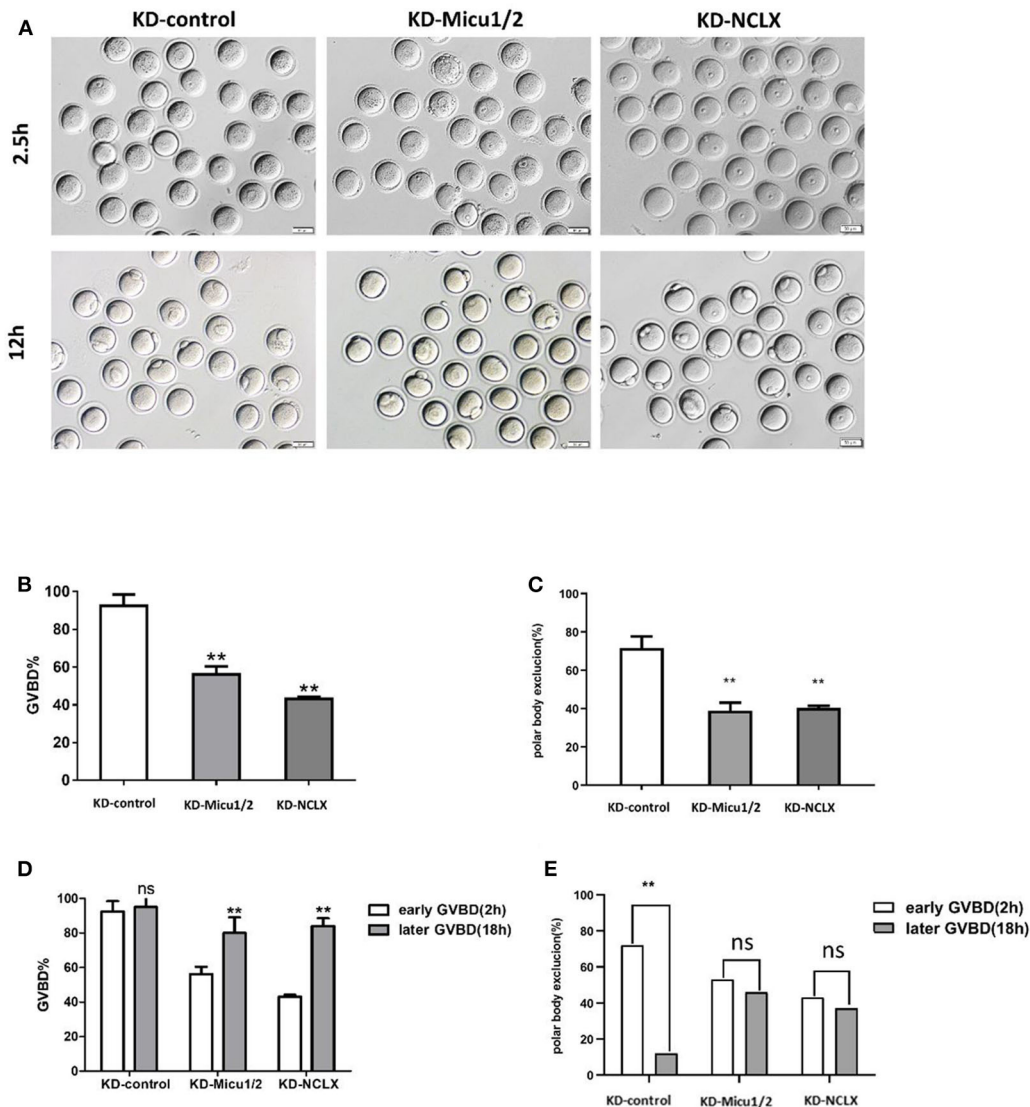 A
KD-control
KD-Micu1/2
KD-NCLX
2.5h
12h
B
GVBD%
100
80
60
40
20
0
**
**
KD-control
KD-Micu1/2
KD-NCLX
C
polar body exclucion(%)
100
80
60
40
20
0
**
**
KD-control
KD-Micu1/2
KD-NCLX
D
GVBD%
100
80
60
40
20
0
ns
**
**
KD-control
KD-Micu1/2
KD-NCLX
early GVBD(2h)
later GVBD(18h)
E
polar body exclucion(%)
100
80
60
40
20
0
**
ns
ns
KD-control
KD-Micu1/2
KD-NCLX
early GVBD(2h)
later GVBD(18h)